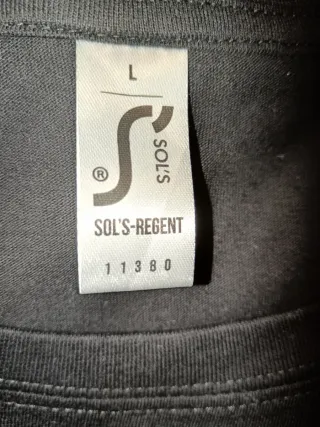 L
SOL'S
®
SOL'S-REGENT
11380